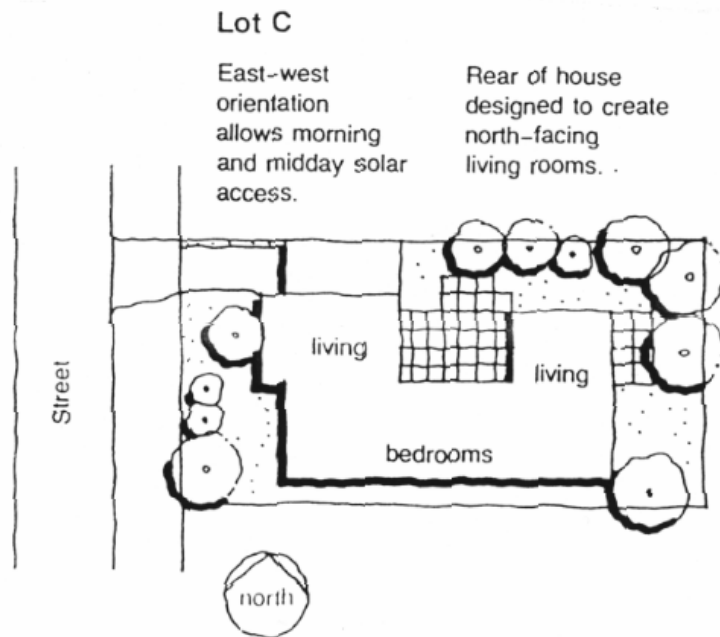 Lot C
East-west
orientation
allows morning
and midday solar
access.
Rear of house
designed to create
north-facing
living rooms. .
living
living
Street
bedrooms
north